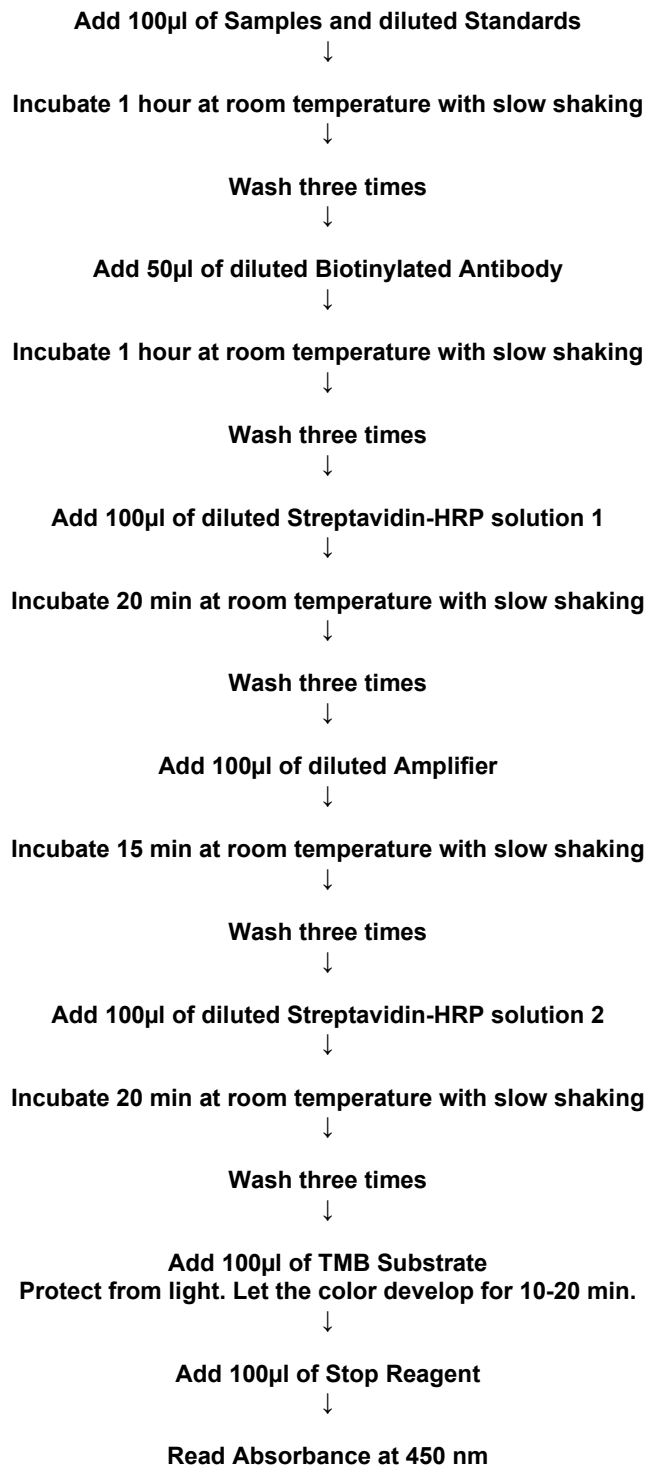 Add 100µl of Samples and diluted Standards
↓
Incubate 1 hour at room temperature with slow shaking
↓
Wash three times
↓
Add 50µl of diluted Biotinylated Antibody
↓
Incubate 1 hour at room temperature with slow shaking
↓
Wash three times
↓
Add 100µl of diluted Streptavidin-HRP solution 1
↓
Incubate 20 min at room temperature with slow shaking
↓
Wash three times
↓
Add 100µl of diluted Amplifier
↓
Incubate 15 min at room temperature with slow shaking
↓
Wash three times
↓
Add 100µl of diluted Streptavidin-HRP solution 2
↓
Incubate 20 min at room temperature with slow shaking
↓
Wash three times
↓
Add 100µl of TMB Substrate
Protect from light. Let the color develop for 10-20 min.
↓
Add 100µl of Stop Reagent
↓
Read Absorbance at 450 nm